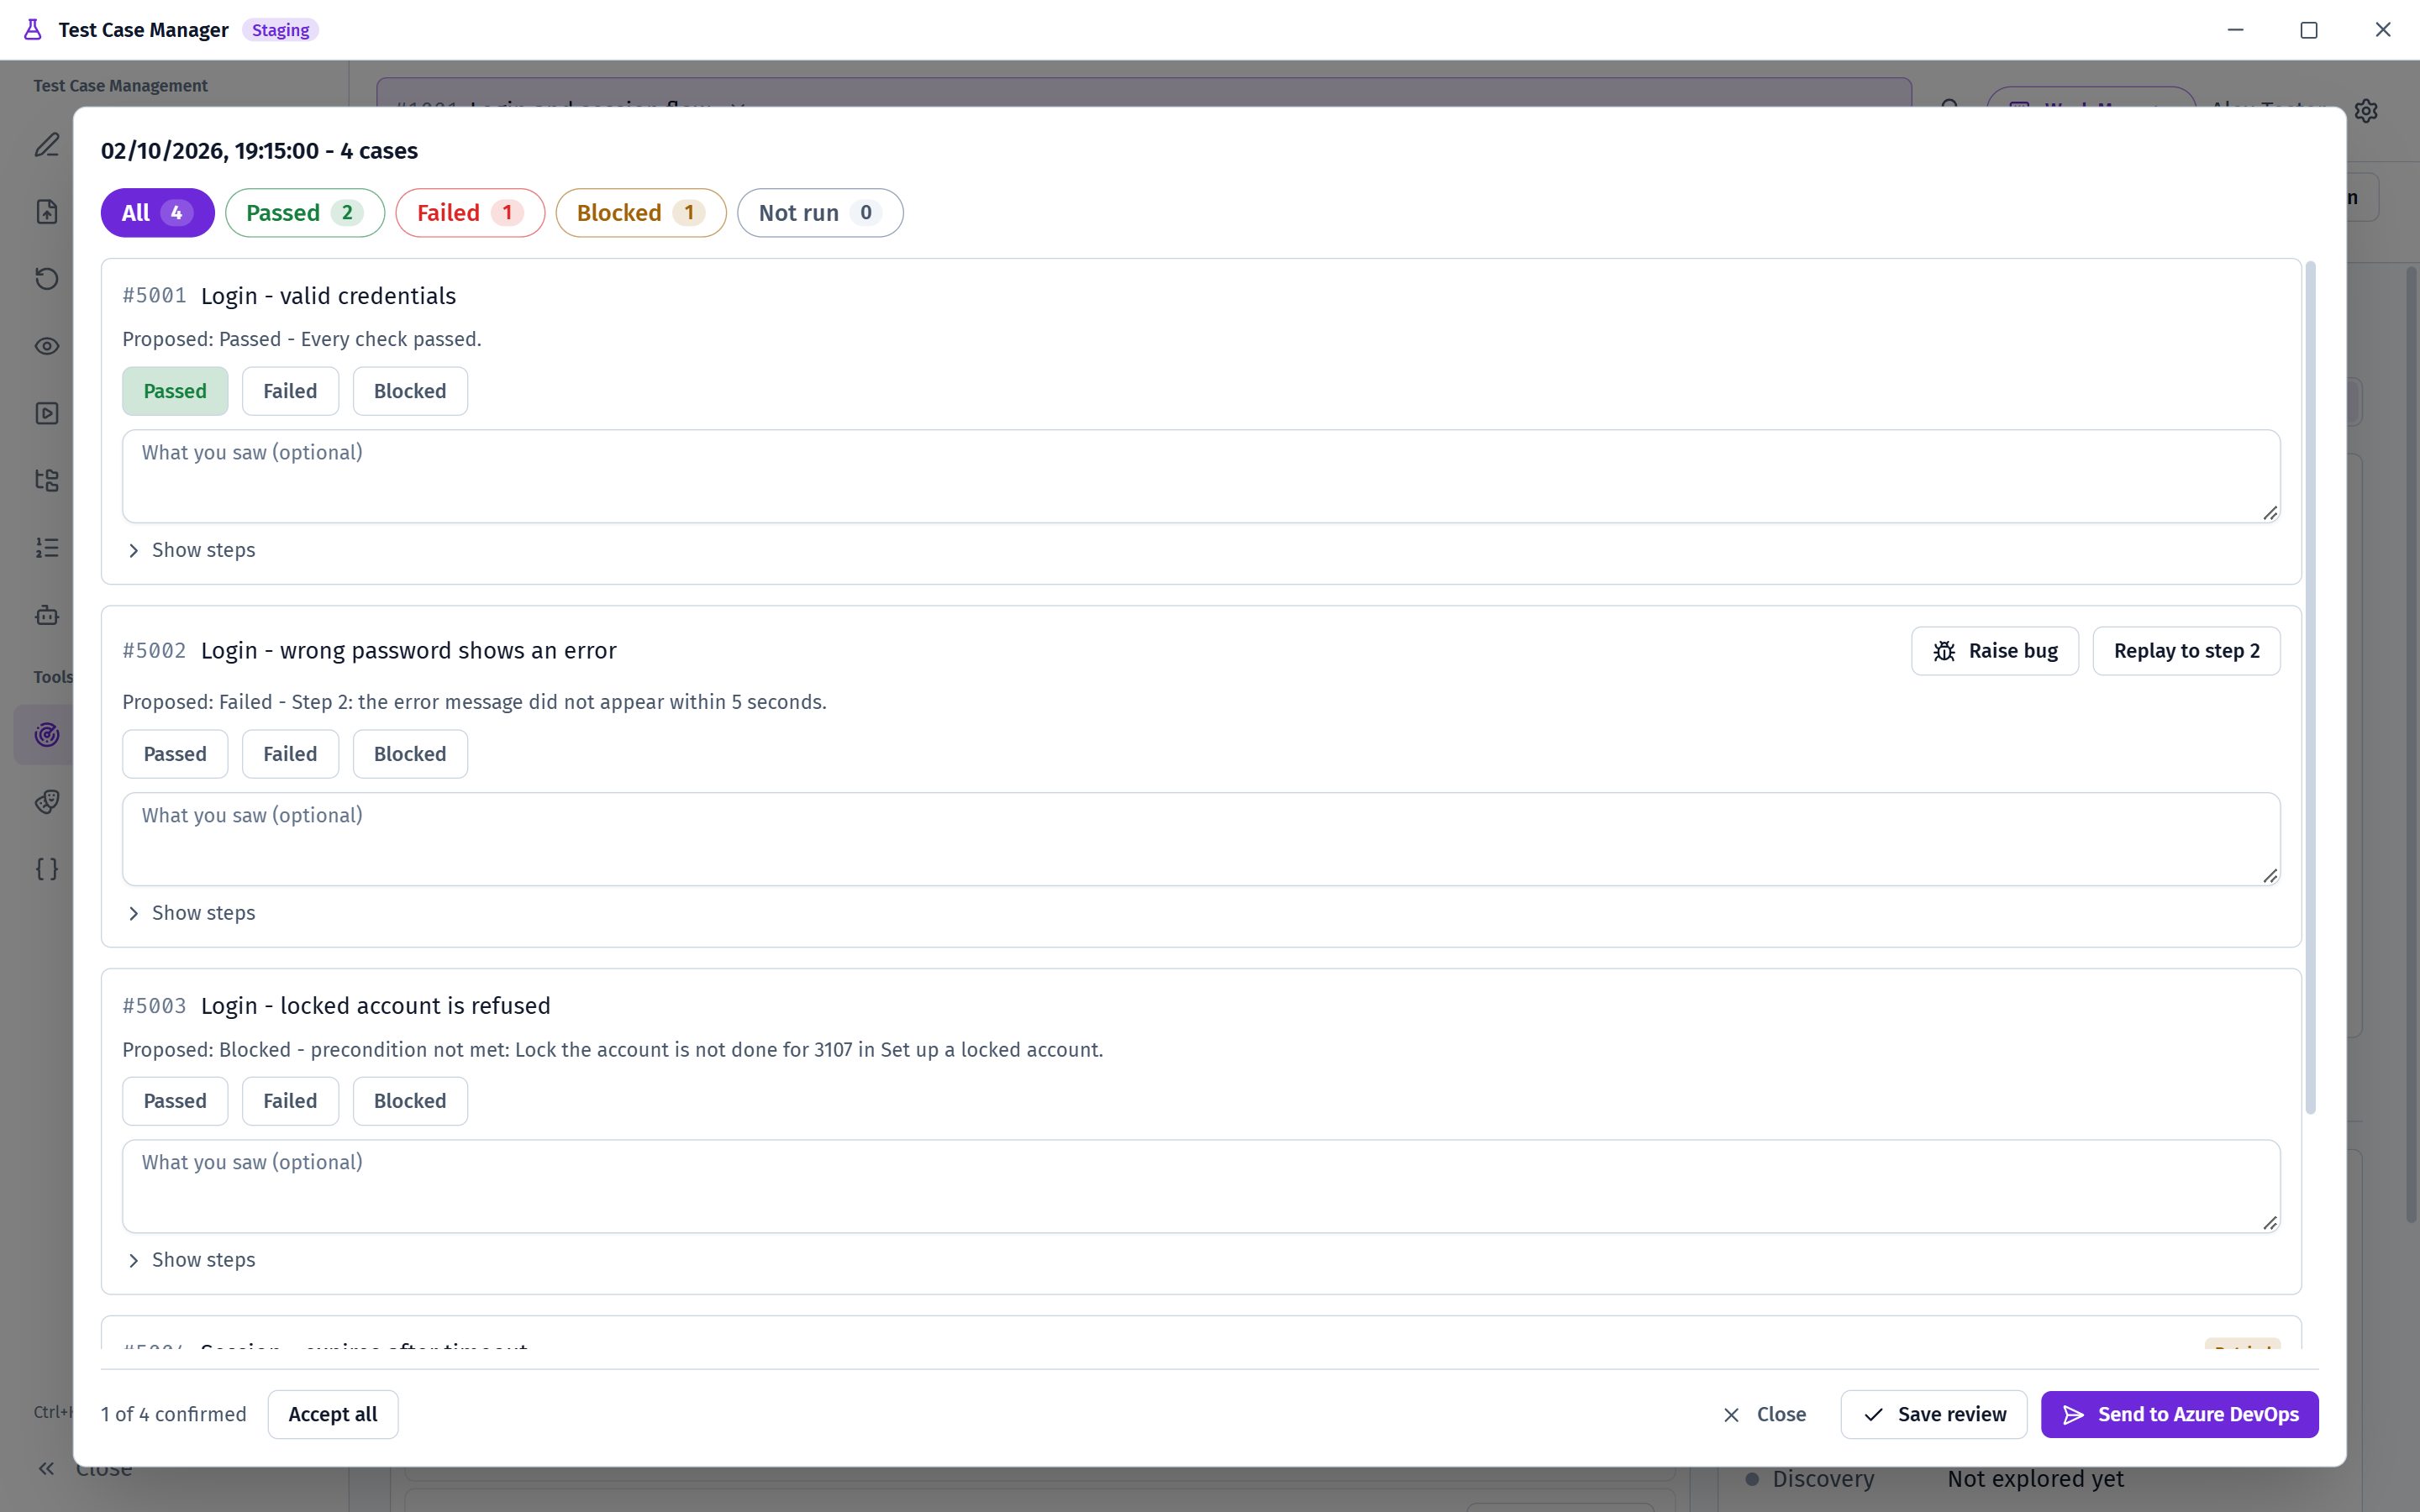 Test Case Manager Staging
Test Case Management
02/10/2026, 19:15:00 - 4 cases
All 4 Passed 2 Failed 1 Blocked 1 Not run 0
#5001 Login - valid credentials
Proposed: Passed - Every check passed.
Passed Failed Blocked
What you saw (optional)
Show steps
#5002 Login - wrong password shows an error
Raise bug Replay to step 2
Proposed: Failed - Step 2: the error message did not appear within 5 seconds.
Passed Failed Blocked
What you saw (optional)
Show steps
Tools
#5003 Login - locked account is refused
Proposed: Blocked - precondition not met: Lock the account is not done for 3107 in Set up a locked account.
Passed Failed Blocked
What you saw (optional)
Show steps
Session - expires after timeout
1 of 4 confirmed Accept all Close Save review Send to Azure DevOps
Close
Discovery Not explored yet